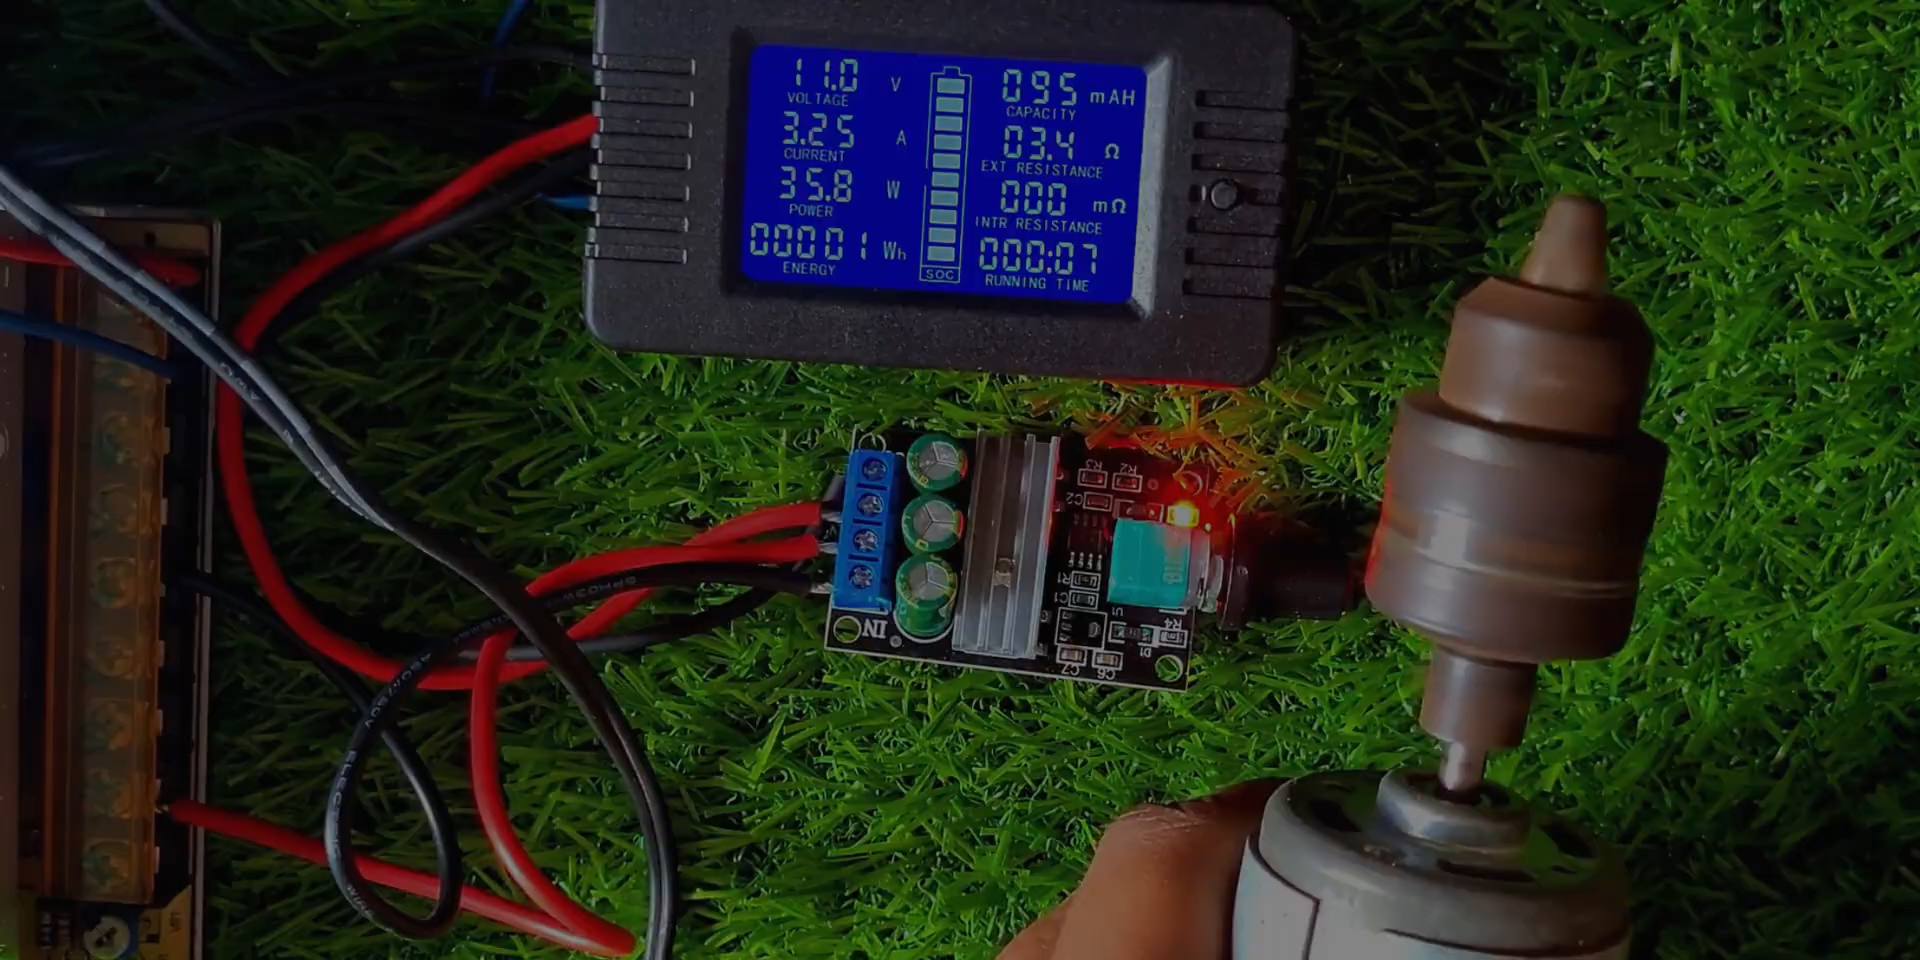 11.0 V
VOLTAGE
3.25 A
CURRENT
35.8 W
POWER
00001 Wh
ENERGY
SOC
095 mAH
CAPACITY
03.4 Ω
EXT RESISTANCE
000 mΩ
INTR RESISTANCE
000:07
RUNNING TIME
R3 R2
C2
R1
C1
U1
R4
D1
C7 C6
IN